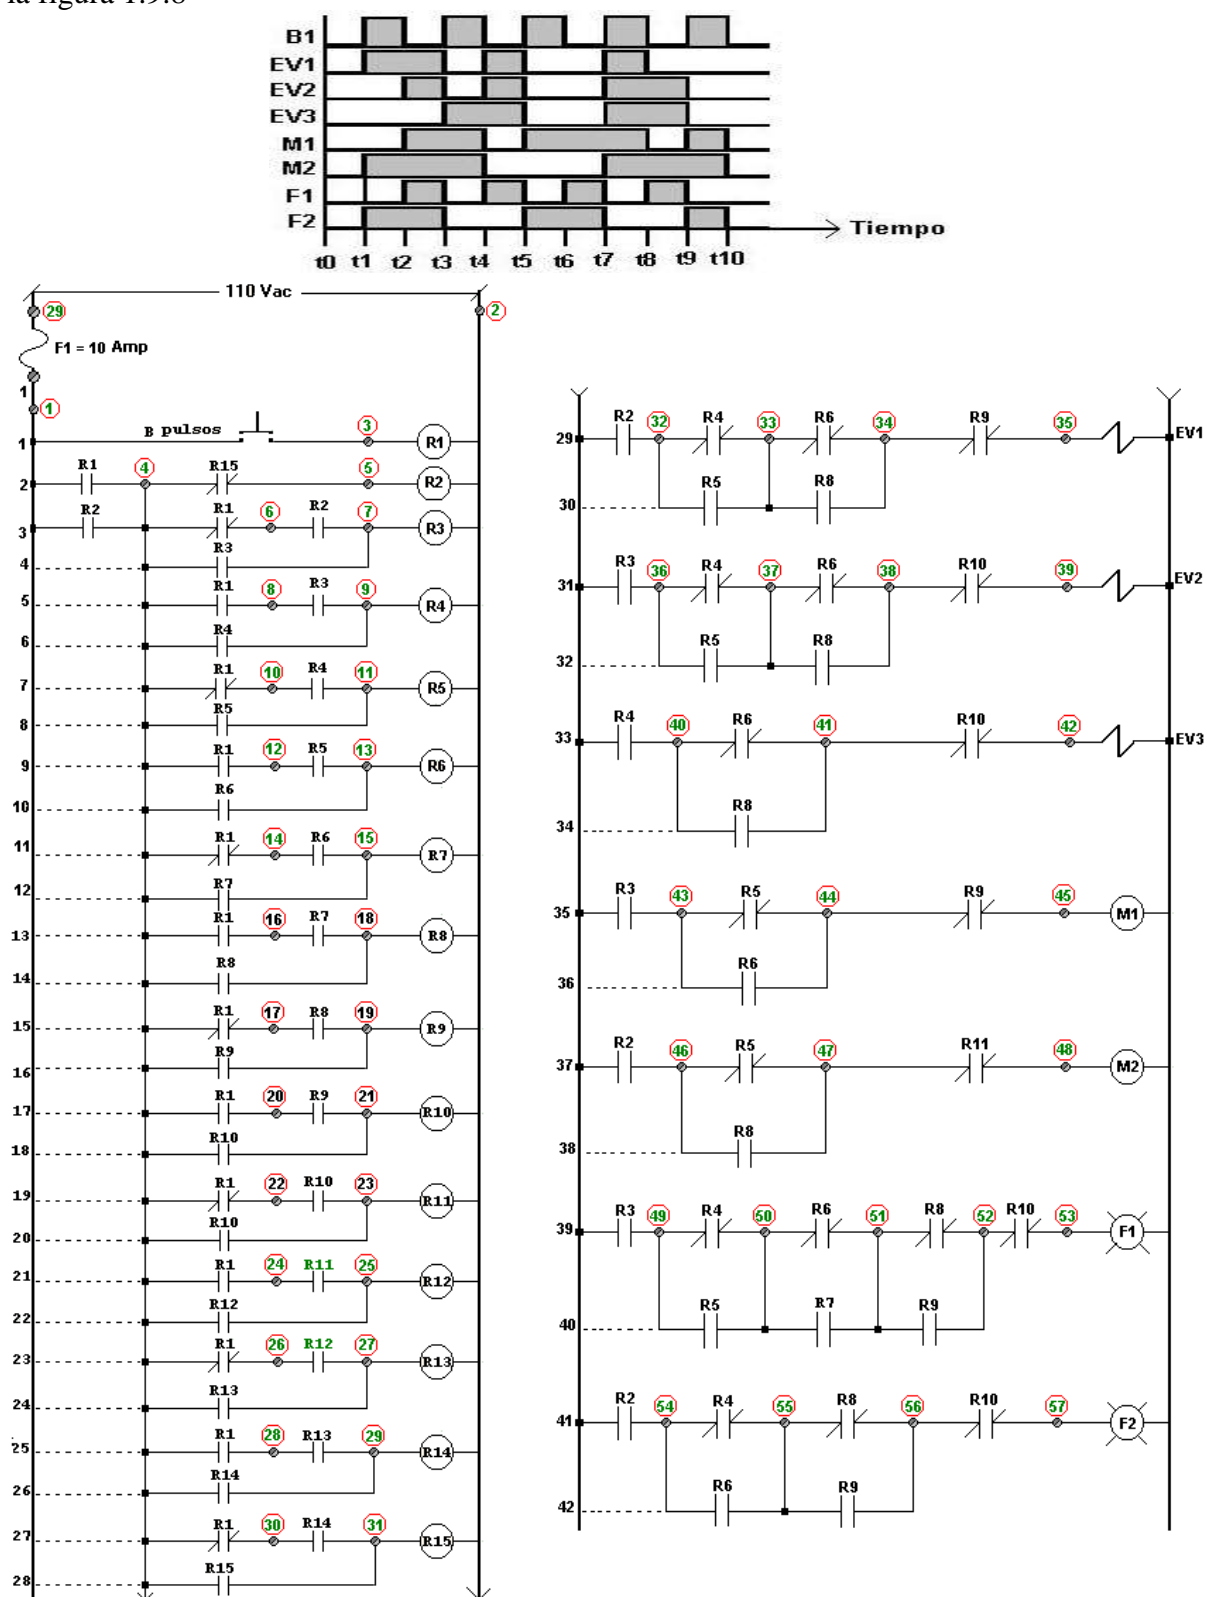 la figura 1.9.8
B1
EV1
EV2
EV3
M1
M2
F1
F2
Tiempo
t0 t1 t2 t3 t4 t5 t6 t7 t8 t9 t10
110 Vac
29 2
F1 = 10 Amp
1
1
B pulsos 3
1 R1
R1 4 R15 5
2 R2
R2 R1 6 R2 7
3 R3
R3
4
R1 8 R3 9
5 R4
R4
6
R1 10 R4 11
7 R5
R5
8
R1 12 R5 13
9 R6
R6
10
R1 14 R6 15
11 R7
R7
12
R1 16 R7 18
13 R8
R8
14
R1 17 R8 19
15 R9
R9
16
R1 20 R9 21
17 R10
R10
18
R1 22 R10 23
19 R11
R10
20
R1 24 R11 25
21 R12
R12
22
R1 26 R12 27
23 R13
R13
24
R1 28 R13 29
25 R14
R14
26
R1 30 R14 31
27 R15
R15
28
R2 32 R4 33 R6 34 R9 35
29 EV1
R5 R8
30
R3 36 R4 37 R6 38 R10 39
31 EV2
R5 R8
32
R4 40 R6 41 R10 42
33 EV3
R8
34
R3 43 R5 44 R9 45
35 M1
R6
36
R2 46 R5 47 R11 48
37 M2
R8
38
R3 49 R4 50 R6 51 R8 52 R10 53
39 F1
R5 R7 R9
40
R2 54 R4 55 R8 56 R10 57
41 F2
R6 R9
42